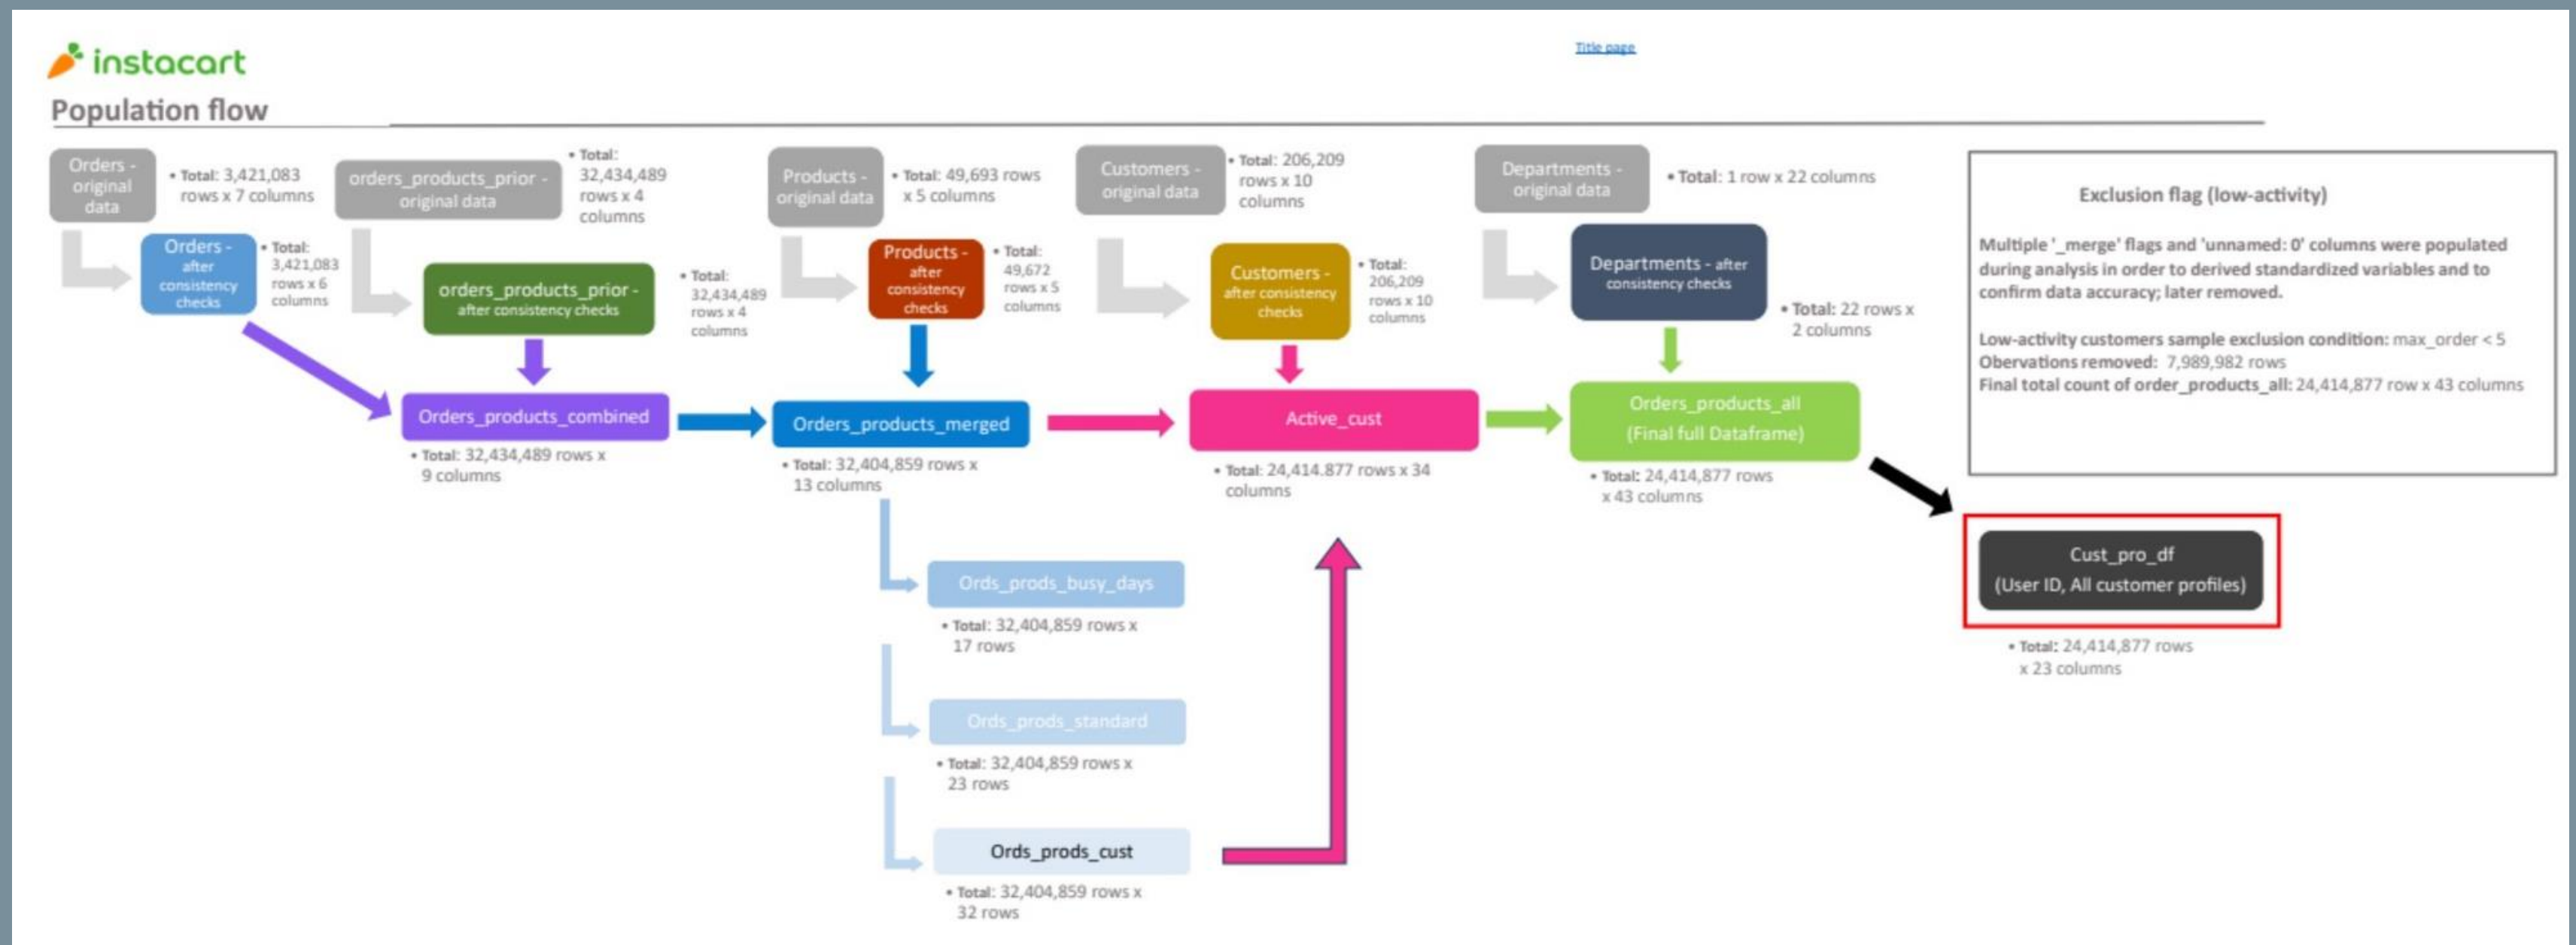 instacart
Title page
Population flow
Orders -
original
data
• Total: 3,421,083
rows x 7 columns
orders_products_prior -
original data
• Total:
32,434,489
rows x 4
columns
Products -
original data
• Total: 49,693 rows
x 5 columns
Customers -
original data
• Total: 206,209
rows x 10
columns
Departments -
original data
• Total: 1 row x 22 columns
Orders -
after
consistency
checks
• Total:
3,421,083
rows x 6
columns
orders_products_prior -
after consistency checks
• Total:
32,434,489
rows x 4
columns
Products -
after
consistency
checks
• Total:
49,672
rows x 5
columns
Customers -
after consistency
checks
• Total:
206,209
rows x 10
columns
Departments - after
consistency checks
• Total: 22 rows x
2 columns
Exclusion flag (low-activity)
Multiple '_merge' flags and 'unnamed: 0' columns were populated
during analysis in order to derived standardized variables and to
confirm data accuracy; later removed.
Low-activity customers sample exclusion condition: max_order < 5
Obervations removed: 7,989,982 rows
Final total count of order_products_all: 24,414,877 row x 43 columns
Orders_products_combined
• Total: 32,434,489 rows x
9 columns
Orders_products_merged
• Total: 32,404,859 rows x
13 columns
Active_cust
• Total: 24,414.877 rows x 34
columns
Orders_products_all
(Final full Dataframe)
• Total: 24,414,877 rows
x 43 columns
Cust_pro_df
(User ID, All customer profiles)
• Total: 24,414,877 rows
x 23 columns
Ords_prods_busy_days
• Total: 32,404,859 rows x
17 rows
Ords_prods_standard
• Total: 32,404,859 rows x
23 rows
Ords_prods_cust
• Total: 32,404,859 rows x
32 rows